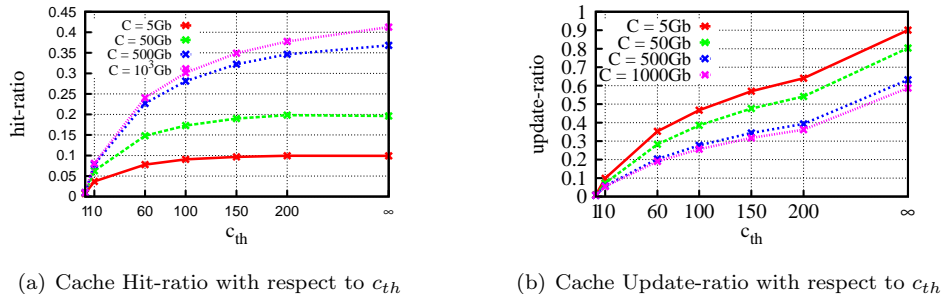 0.45
0.4
0.35
0.3
0.25
0.2
0.15
0.1
0.05
0
hit-ratio
C = 5Gb
C = 50Gb
C = 500Gb
C = 10³Gb
1 10 60 100 150 200 ∞
c_th
(a) Cache Hit-ratio with respect to c_th
1
0.9
0.8
0.7
0.6
0.5
0.4
0.3
0.2
0.1
0
update-ratio
C = 5Gb
C = 50Gb
C = 500Gb
C = 1000Gb
1 10 60 100 150 200 ∞
c_th
(b) Cache Update-ratio with respect to c_th